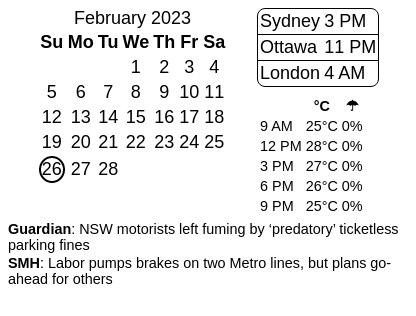 February 2023
Su Mo Tu We Th Fr Sa
1 2 3 4
5 6 7 8 9 10 11
12 13 14 15 16 17 18
19 20 21 22 23 24 25
26 27 28
Sydney 3 PM
Ottawa 11 PM
London 4 AM
°C ☂
9 AM 25°C 0%
12 PM 28°C 0%
3 PM 27°C 0%
6 PM 26°C 0%
9 PM 25°C 0%
Guardian: NSW motorists left fuming by ‘predatory’ ticketless
parking fines
SMH: Labor pumps brakes on two Metro lines, but plans go-
ahead for others